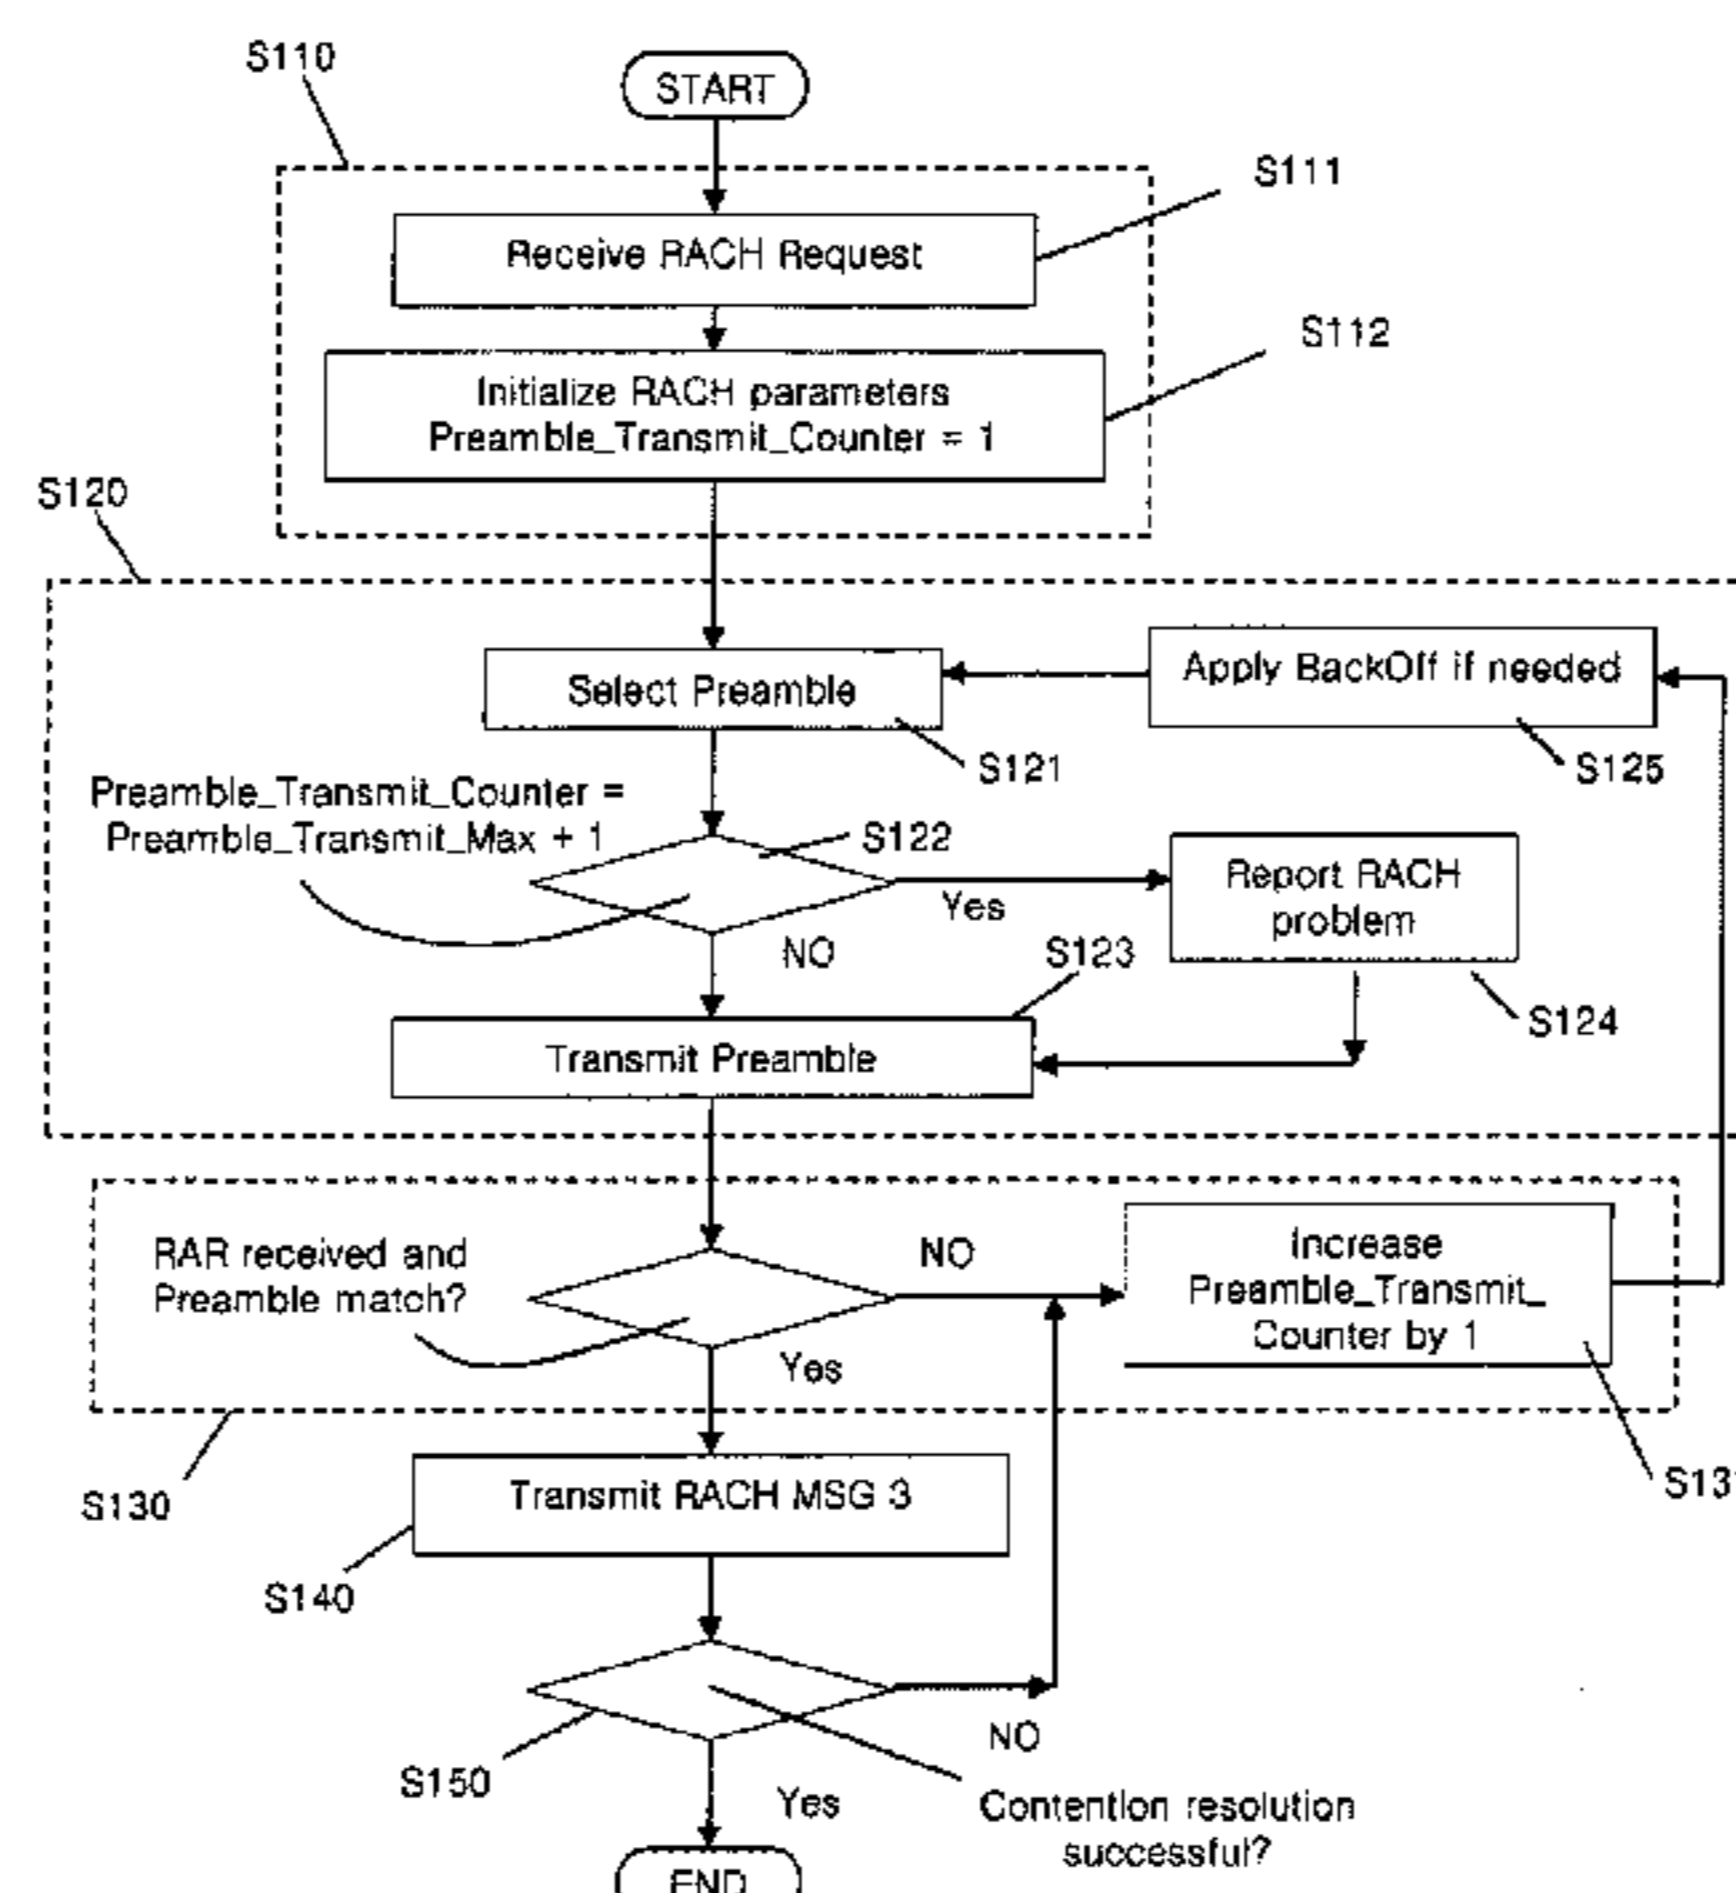 S110
START
S111
Receive RACH Request
S112
Initialize RACH parameters
Preamble_Transmit_Counter = 1
S120
Select Preamble
Apply BackOff if needed
S121
S125
Preamble_Transmit_Counter =
Preamble_Transmit_Max + 1
S122
Yes
Report RACH
problem
NO
S123
S124
Transmit Preamble
RAR received and
Preamble match?
NO
Increase
Preamble_Transmit_
Counter by 1
Yes
S130
S13
Transmit RACH MSG 3
S140
S150
NO
Yes
Contention resolution
successful?
END